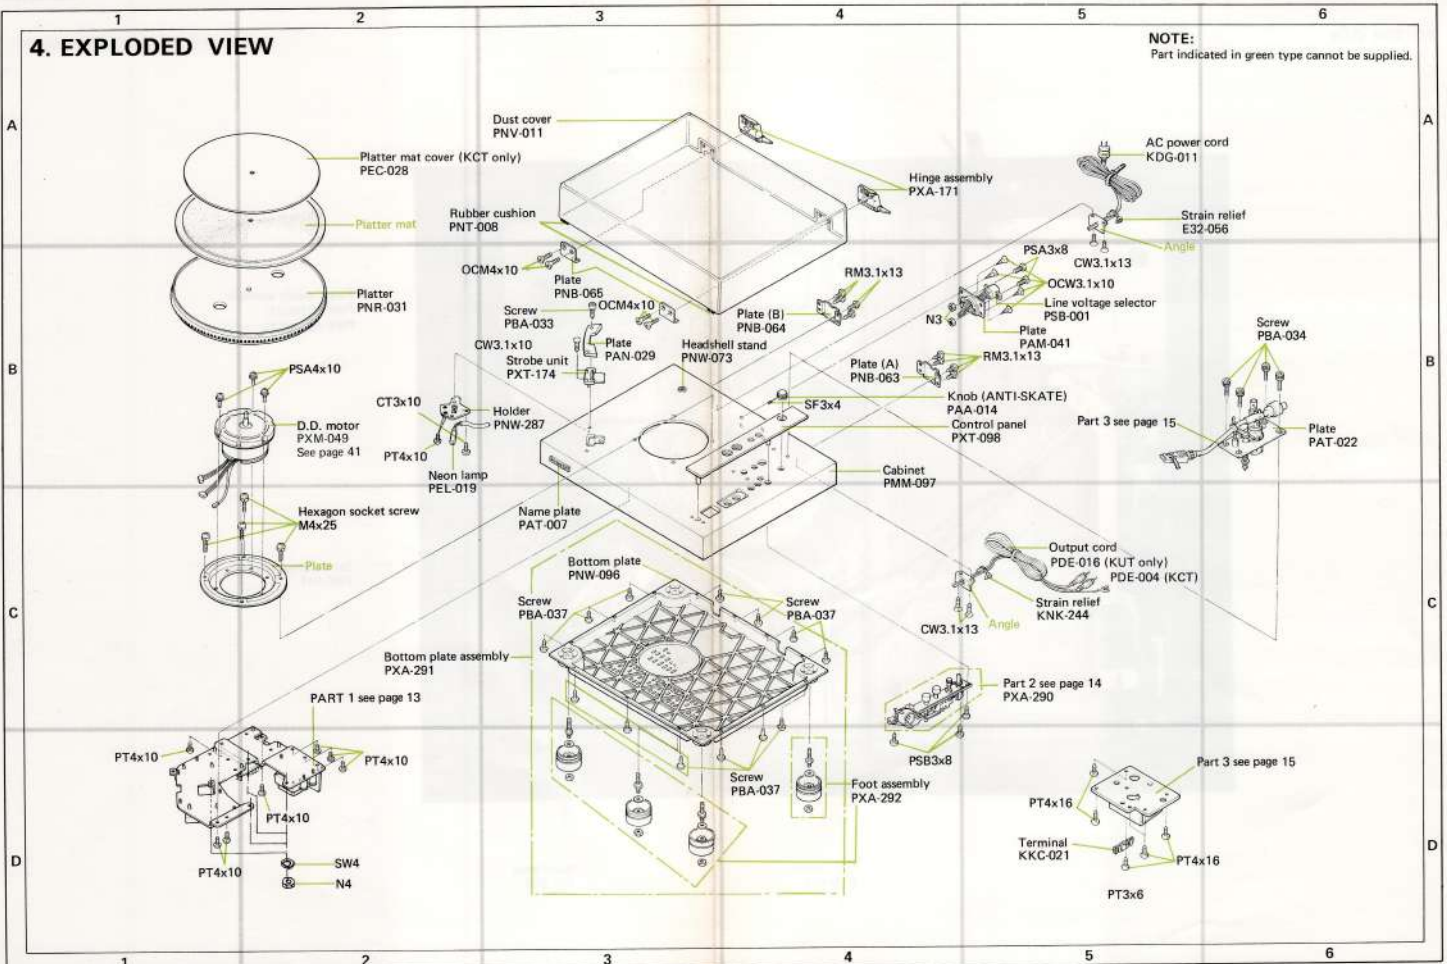 1 2 3 4 5 6
4. EXPLODED VIEW
NOTE:
Part indicated in green type cannot be supplied.
A
A
Dust cover
PNV-011
Platter mat cover (KCT only)
PEC-028
Platter mat
Rubber cushion
PNT-008
Hinge assembly
PXA-171
AC power cord
KDG-011
Strain relief
E32-056
Angle
CW3.1x13
B
B
Platter
PNR-031
OCM4x10
Plate
PNB-065
Screw
PBA-033
OCM4x10
CW3.1x10
Plate
PAN-029
Strobe unit
PXT-174
Headshell stand
PNW-073
RM3.1x13
Plate (B)
PNB-064
PSA3x8
OCW3.1x10
Line voltage selector
PSB-001
N3
Plate
PAM-041
RM3.1x13
Plate (A)
PNB-063
Screw
PBA-034
PSA4x10
D.D. motor
PXM-049
See page 41
CT3x10
Holder
PNW-287
PT4x10
Neon lamp
PEL-019
SF3x4
Knob (ANTI-SKATE)
PAA-014
Control panel
PXT-098
Part 3 see page 15
Plate
PAT-022
Cabinet
PMM-097
C
C
Hexagon socket screw
M4x25
Plate
Name plate
PAT-007
Bottom plate
PNW-096
Screw
PBA-037
Screw
PBA-037
Output cord
PDE-016 (KUT only)
PDE-004 (KCT)
Strain relief
KNK-244
CW3.1x13
Angle
Bottom plate assembly
PXA-291
Part 2 see page 14
PXA-290
D
D
PART 1 see page 13
PT4x10
PT4x10
PT4x10
PT4x10
SW4
N4
Screw
PBA-037
Foot assembly
PXA-292
PSB3x8
Part 3 see page 15
PT4x16
Terminal
KKC-021
PT4x16
PT3x6
1 2 3 4 5 6